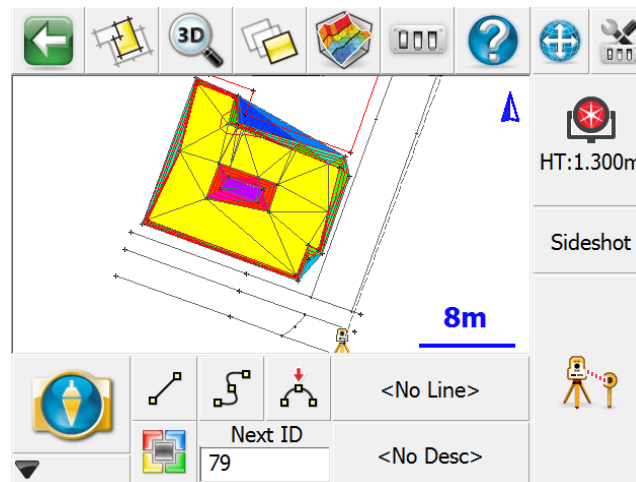 3D
HT:1.300m
Sideshot
8m
<No Line>
Next ID
79
<No Desc>